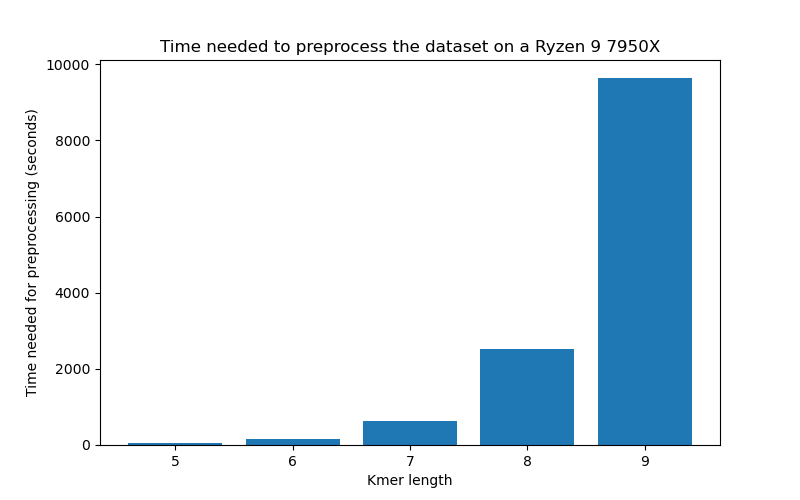 Time needed to preprocess the dataset on a Ryzen 9 7950X
10000
8000
6000
4000
2000
0
Time needed for preprocessing (seconds)
5 6 7 8 9
Kmer length